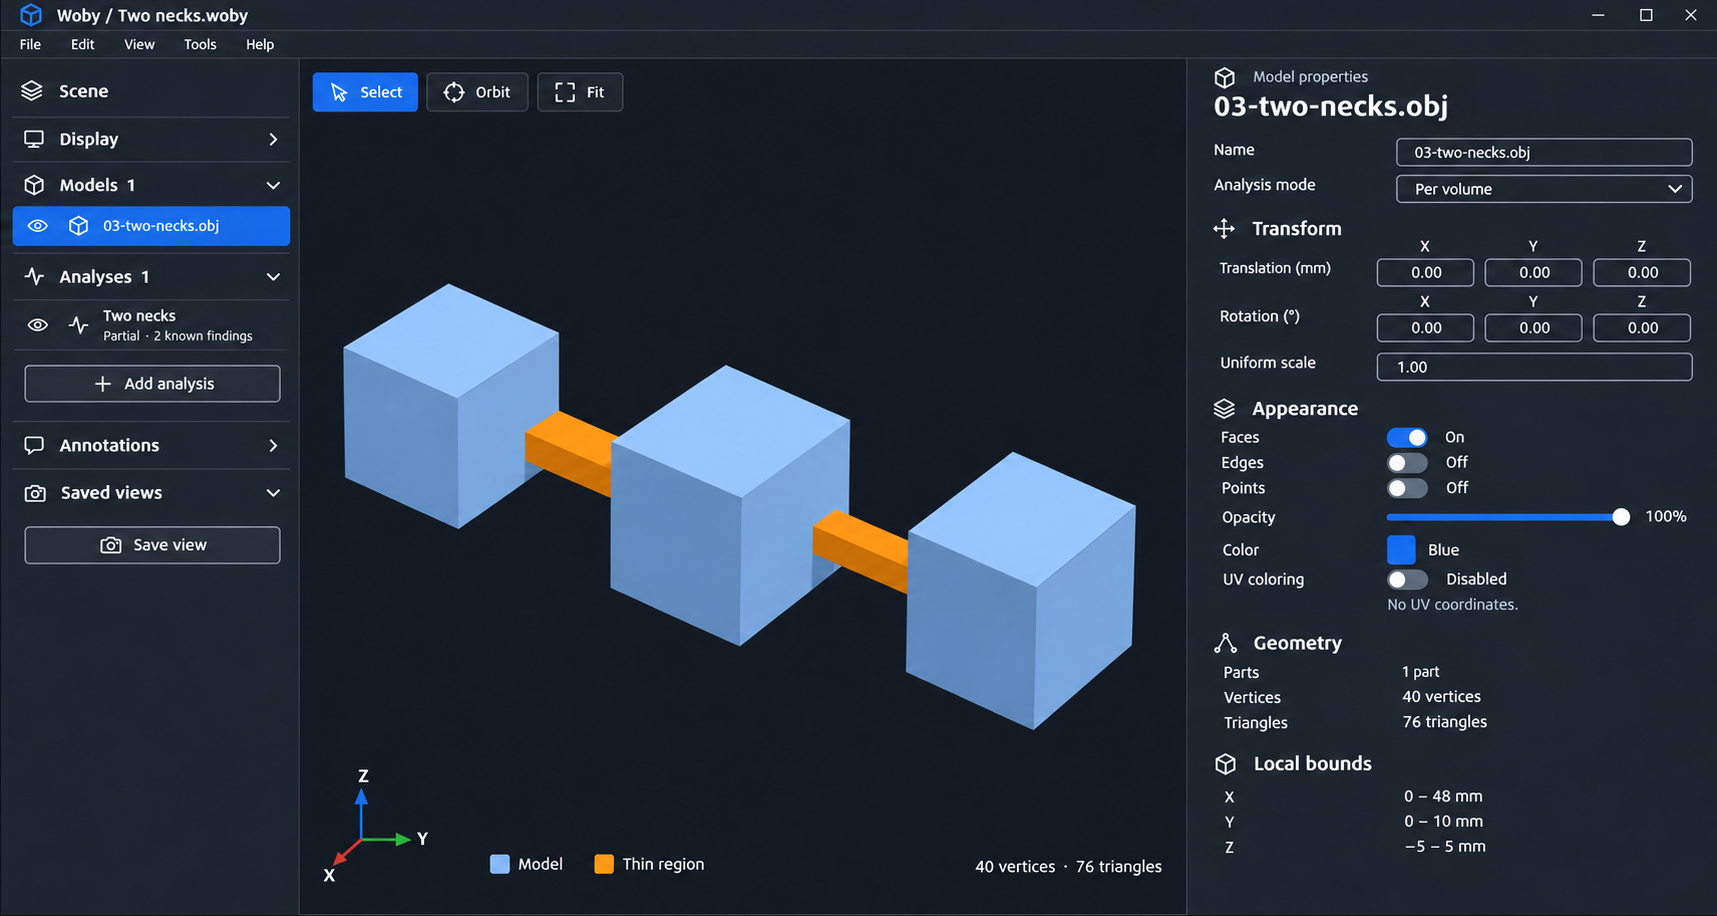 Woby / Two necks.woby
File Edit View Tools Help
Scene
Display
Models 1
03-two-necks.obj
Analyses 1
Two necks
Partial · 2 known findings
Add analysis
Annotations
Saved views
Save view
Select Orbit Fit
Z
Y
X
Model Thin region
40 vertices · 76 triangles
Model properties
03-two-necks.obj
Name 03-two-necks.obj
Analysis mode Per volume
Transform
X Y Z
Translation (mm) 0.00 0.00 0.00
X Y Z
Rotation (°) 0.00 0.00 0.00
Uniform scale 1.00
Appearance
Faces On
Edges Off
Points Off
Opacity 100%
Color Blue
UV coloring Disabled
No UV coordinates.
Geometry
Parts 1 part
Vertices 40 vertices
Triangles 76 triangles
Local bounds
X 0 – 48 mm
Y 0 – 10 mm
Z −5 – 5 mm